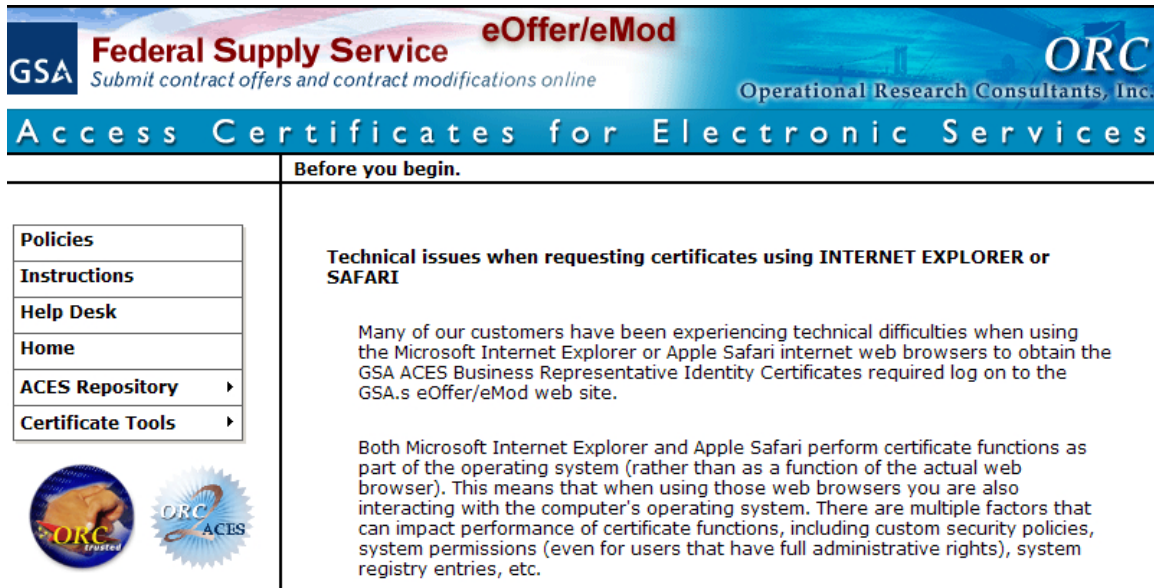 eOffer/eMod
GSA
Federal Supply Service
Submit contract offers and contract modifications online
ORC
Operational Research Consultants, Inc.
Access Certificates for Electronic Services
Before you begin.
Policies
Instructions
Help Desk
Home
ACES Repository
Certificate Tools
ORC
trusted
ORC
2
ACES
Technical issues when requesting certificates using INTERNET EXPLORER or
SAFARI
Many of our customers have been experiencing technical difficulties when using
the Microsoft Internet Explorer or Apple Safari internet web browsers to obtain the
GSA ACES Business Representative Identity Certificates required log on to the
GSA.s eOffer/eMod web site.
Both Microsoft Internet Explorer and Apple Safari perform certificate functions as
part of the operating system (rather than as a function of the actual web
browser). This means that when using those web browsers you are also
interacting with the computer's operating system. There are multiple factors that
can impact performance of certificate functions, including custom security policies,
system permissions (even for users that have full administrative rights), system
registry entries, etc.